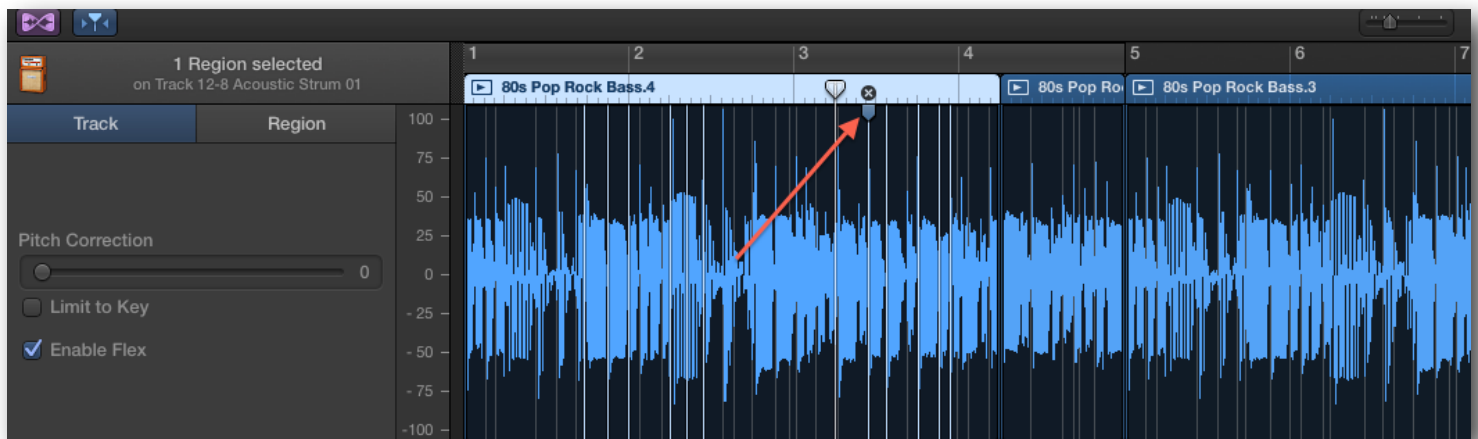 1 Region selected
on Track 12-8 Acoustic Strum 01
Track
Region
Pitch Correction
0
Limit to Key
Enable Flex
1 2 3 4 5 6 7
80s Pop Rock Bass.4
80s Pop Ro
80s Pop Rock Bass.3
100
75
50
25
0
- 25
- 50
- 75
-100